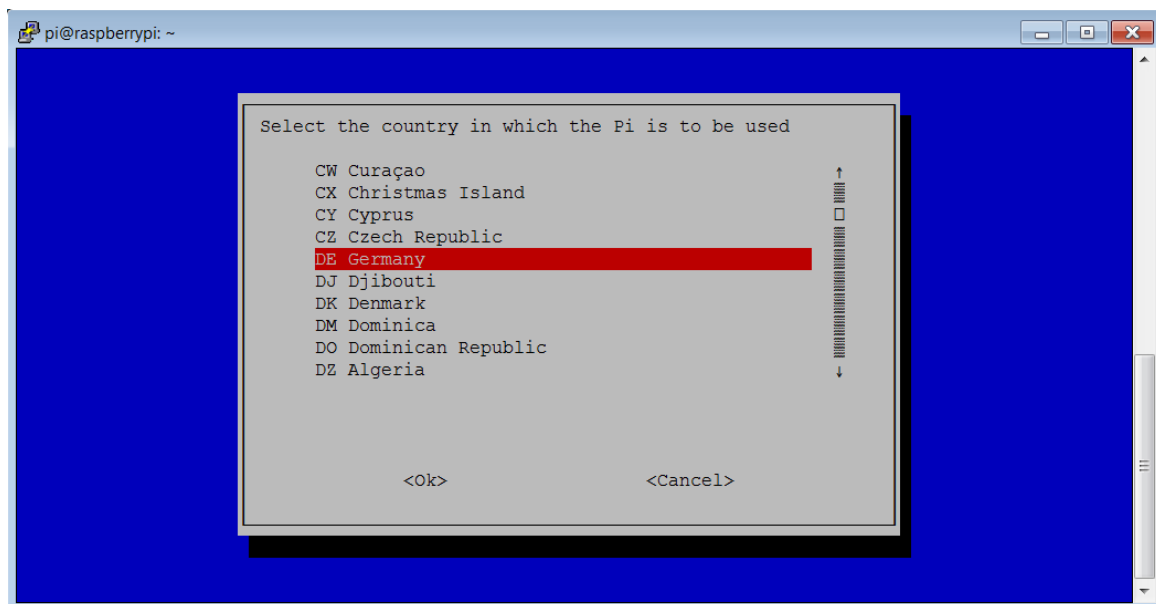 pi@raspberrypi: ~
Select the country in which the Pi is to be used
CW Curaçao
CX Christmas Island
CY Cyprus
CZ Czech Republic
DE Germany
DJ Djibouti
DK Denmark
DM Dominica
DO Dominican Republic
DZ Algeria
<Ok> <Cancel>